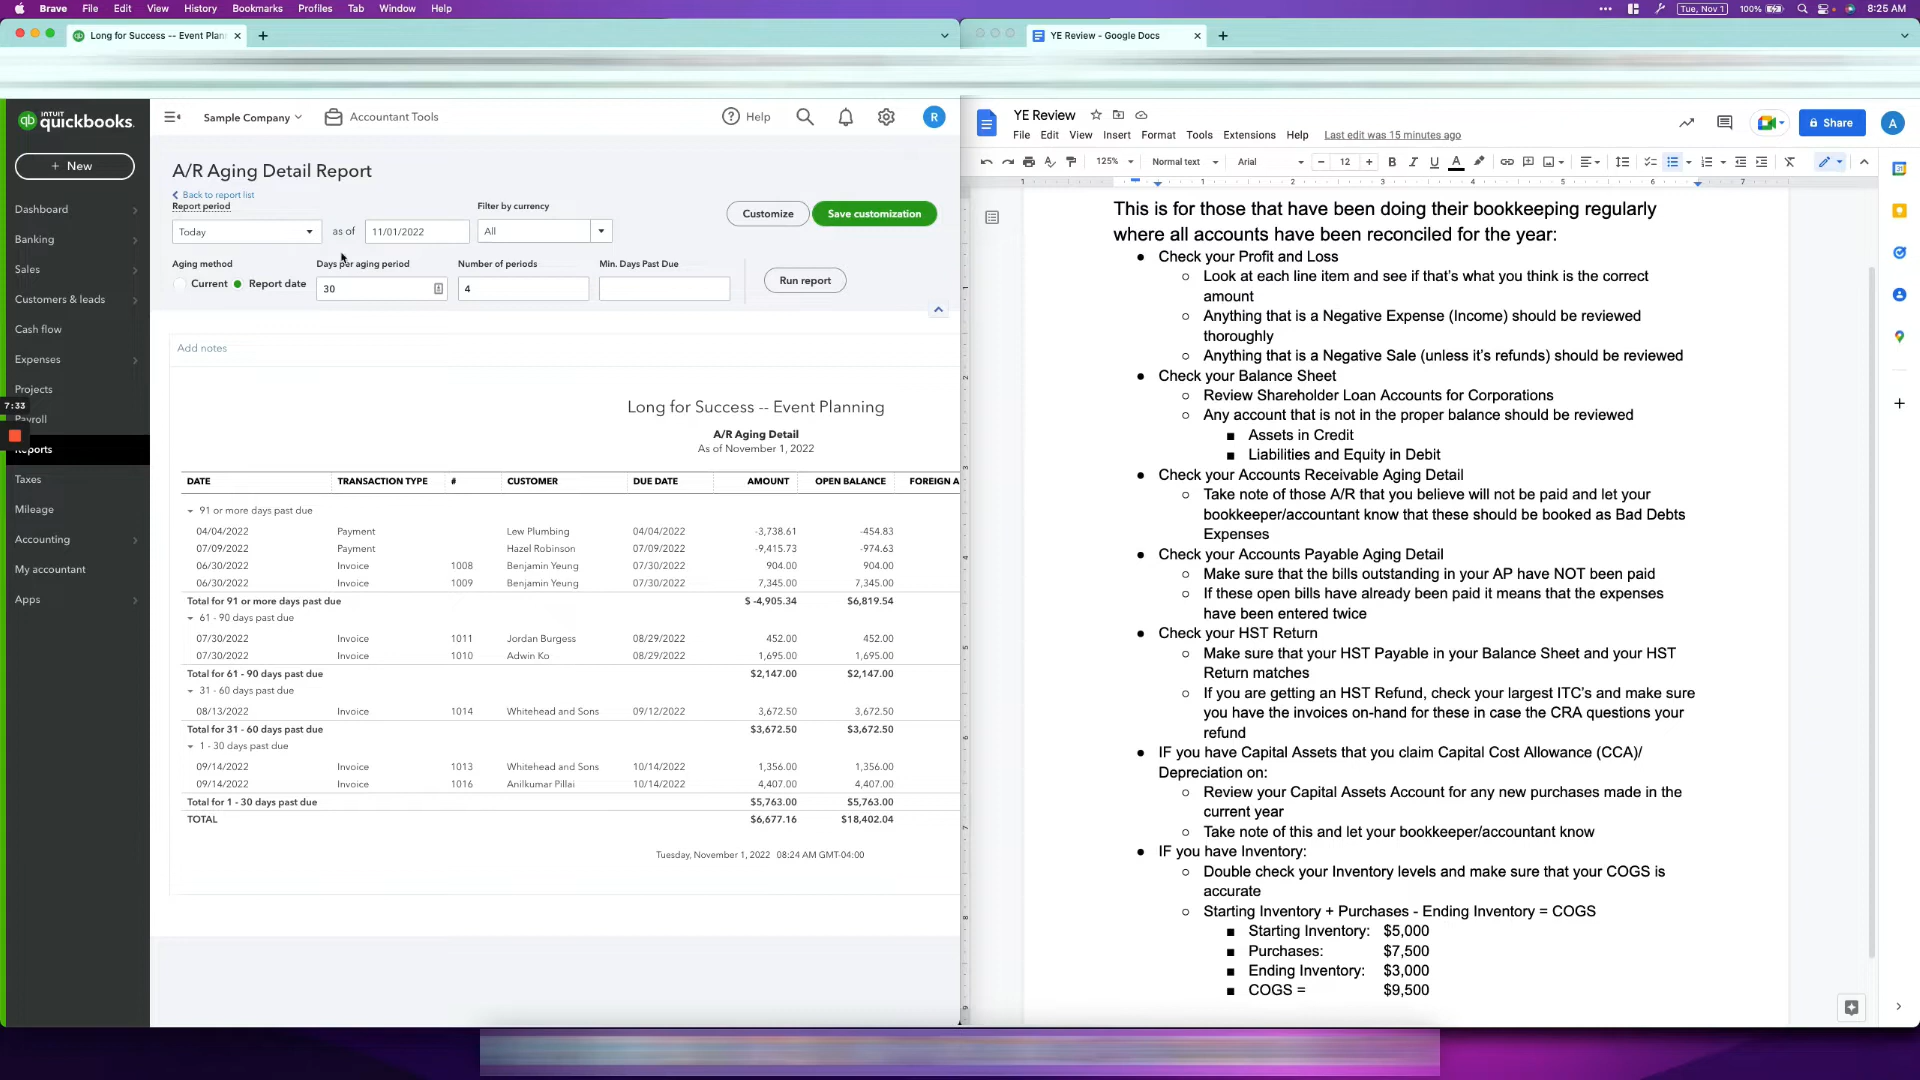 Brave File Edit View History Bookmarks Profiles Tab Window Help
Tue, Nov 1 100% 8:25 AM
Long for Success -- Event Plan
YE Review - Google Docs
INTUIT
quickbooks.
+ New
Dashboard
Banking
Sales
Customers & leads
Cash flow
Expenses
Projects
7:33
Payroll
Reports
Taxes
Mileage
Accounting
My accountant
Apps
Sample Company Accountant Tools Help R
A/R Aging Detail Report
Back to report list
Report period Filter by currency
Today as of 11/01/2022 All
Customize Save customization
Aging method Days per aging period Number of periods Min. Days Past Due
Current Report date 30 4 Run report
Add notes
Long for Success -- Event Planning
A/R Aging Detail
As of November 1, 2022
DATE TRANSACTION TYPE # CUSTOMER DUE DATE AMOUNT OPEN BALANCE FOREIGN A
91 or more days past due
04/04/2022 Payment Lew Plumbing 04/04/2022 -3,738.61 -454.83
07/09/2022 Payment Hazel Robinson 07/09/2022 -9,415.73 -974.63
06/30/2022 Invoice 1008 Benjamin Yeung 07/30/2022 904.00 904.00
06/30/2022 Invoice 1009 Benjamin Yeung 07/30/2022 7,345.00 7,345.00
Total for 91 or more days past due $ -4,905.34 $6,819.54
61 - 90 days past due
07/30/2022 Invoice 1011 Jordan Burgess 08/29/2022 452.00 452.00
07/30/2022 Invoice 1010 Adwin Ko 08/29/2022 1,695.00 1,695.00
Total for 61 - 90 days past due $2,147.00 $2,147.00
31 - 60 days past due
08/13/2022 Invoice 1014 Whitehead and Sons 09/12/2022 3,672.50 3,672.50
Total for 31 - 60 days past due $3,672.50 $3,672.50
1 - 30 days past due
09/14/2022 Invoice 1013 Whitehead and Sons 10/14/2022 1,356.00 1,356.00
09/14/2022 Invoice 1016 Anilkumar Pillai 10/14/2022 4,407.00 4,407.00
Total for 1 - 30 days past due $5,763.00 $5,763.00
TOTAL $6,677.16 $18,402.04
Tuesday, November 1, 2022 08:24 AM GMT-04:00
YE Review
File Edit View Insert Format Tools Extensions Help Last edit was 15 minutes ago
Share A
125% Normal text Arial - 12 + B I U A
1 1 2 3 4 5 6 7
This is for those that have been doing their bookkeeping regularly
where all accounts have been reconciled for the year:
● Check your Profit and Loss
○ Look at each line item and see if that's what you think is the correct
amount
○ Anything that is a Negative Expense (Income) should be reviewed
thoroughly
○ Anything that is a Negative Sale (unless it's refunds) should be reviewed
● Check your Balance Sheet
○ Review Shareholder Loan Accounts for Corporations
○ Any account that is not in the proper balance should be reviewed
■ Assets in Credit
■ Liabilities and Equity in Debit
● Check your Accounts Receivable Aging Detail
○ Take note of those A/R that you believe will not be paid and let your
bookkeeper/accountant know that these should be booked as Bad Debts
Expenses
● Check your Accounts Payable Aging Detail
○ Make sure that the bills outstanding in your AP have NOT been paid
○ If these open bills have already been paid it means that the expenses
have been entered twice
● Check your HST Return
○ Make sure that your HST Payable in your Balance Sheet and your HST
Return matches
○ If you are getting an HST Refund, check your largest ITC's and make sure
you have the invoices on-hand for these in case the CRA questions your
refund
● IF you have Capital Assets that you claim Capital Cost Allowance (CCA)/
Depreciation on:
○ Review your Capital Assets Account for any new purchases made in the
current year
○ Take note of this and let your bookkeeper/accountant know
● IF you have Inventory:
○ Double check your Inventory levels and make sure that your COGS is
accurate
○ Starting Inventory + Purchases - Ending Inventory = COGS
■ Starting Inventory: $5,000
■ Purchases: $7,500
■ Ending Inventory: $3,000
■ COGS = $9,500